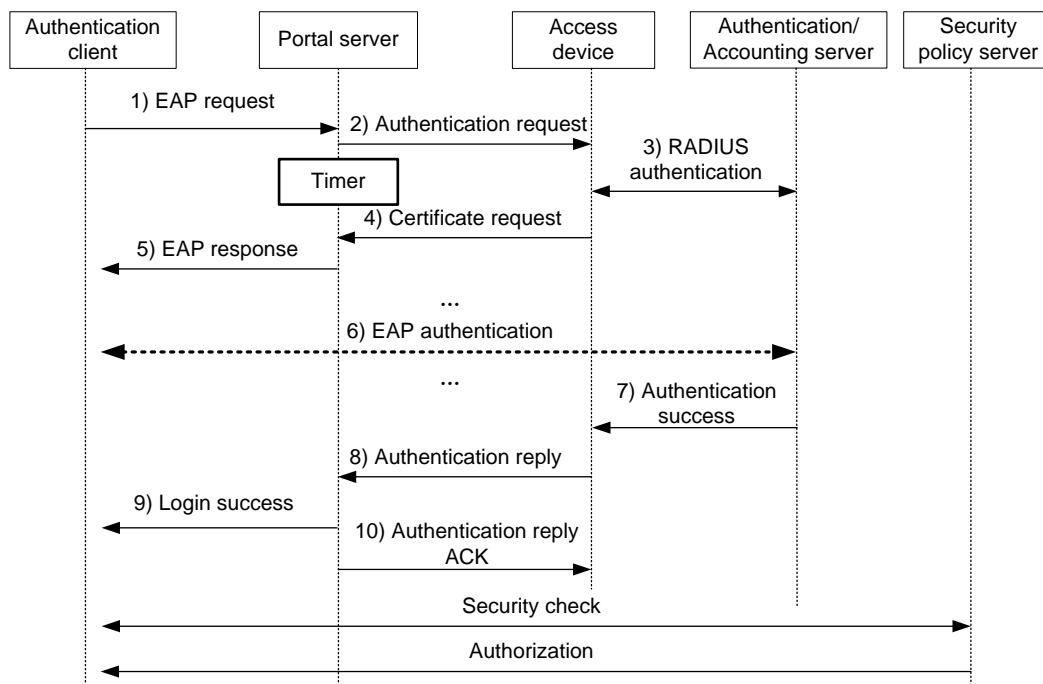 Authentication
client
Portal server
Access
device
Authentication/
Accounting server
Security
policy server
1) EAP request
2) Authentication request
3) RADIUS
authentication
Timer
4) Certificate request
5) EAP response
...
6) EAP authentication
...
7) Authentication
success
8) Authentication reply
9) Login success
10) Authentication reply
ACK
Security check
Authorization